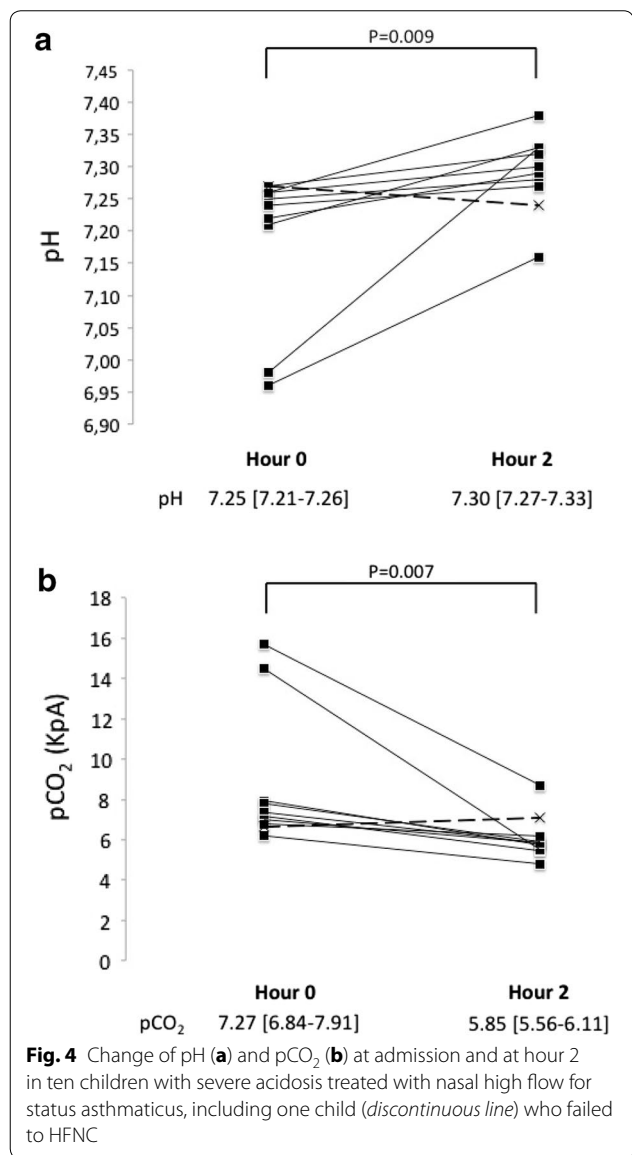 a
P=0.009
7,45
7,40
7,35
7,30
7,25
7,20
7,15
7,10
7,05
7,00
6,95
6,90
pH
Hour 0 Hour 2
pH 7.25 [7.21-7.26] 7.30 [7.27-7.33]
b
P=0.007
18
16
14
12
10
8
6
4
2
0
pCO₂ (KpA)
Hour 0 Hour 2
pCO₂ 7.27 [6.84-7.91] 5.85 [5.56-6.11]
Fig. 4 Change of pH (a) and pCO₂ (b) at admission and at hour 2
in ten children with severe acidosis treated with nasal high flow for
status asthmaticus, including one child (discontinuous line) who failed
to HFNC